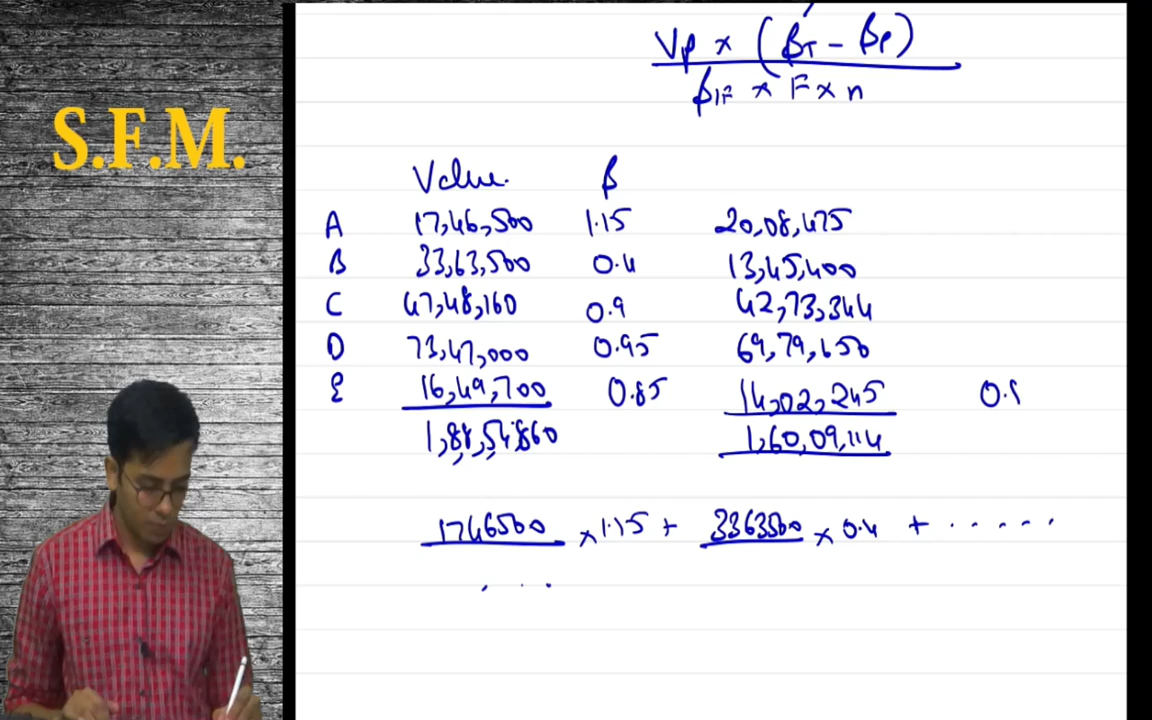 S.F.M.
Vp × (βT − βp)
βIF × F × n
Value. β
A 17,46,500 1.15 20,08,475
B 33,63,500 0.4 13,45,400
C 47,48,160 0.9 42,73,344
D 73,47,000 0.95 69,79,650
E 16,49,700 0.85 14,02,245 0.8
1,88,54,860 1,60,09,114
1746500 × 1.15 + 3363500 × 0.4 + .....